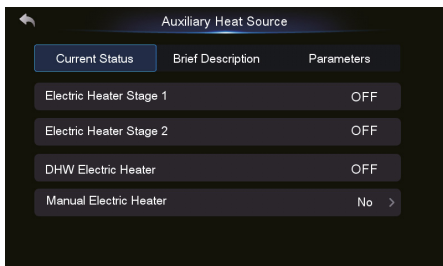 Auxiliary Heat Source
Current Status Brief Description Parameters
Electric Heater Stage 1 OFF
Electric Heater Stage 2 OFF
DHW Electric Heater OFF
Manual Electric Heater No